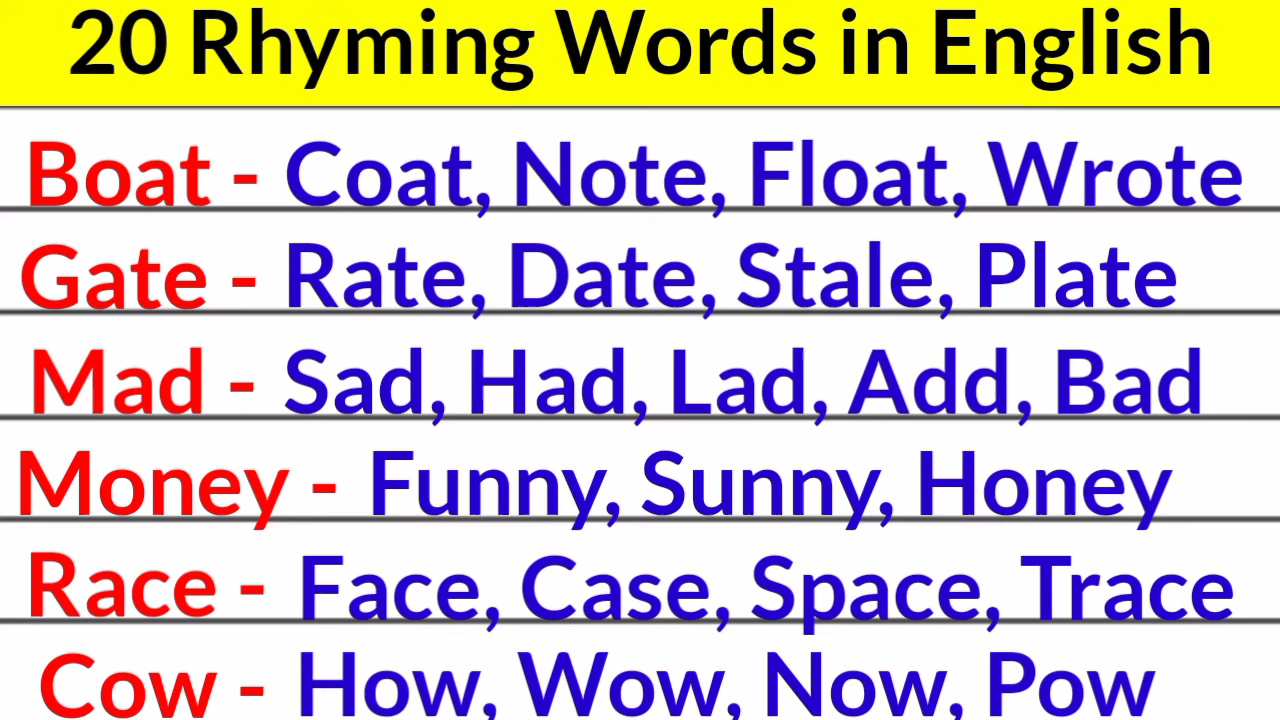 20 Rhyming Words in English
Boat - Coat, Note, Float, Wrote
Gate - Rate, Date, Stale, Plate
Mad - Sad, Had, Lad, Add, Bad
Money - Funny, Sunny, Honey
Race - Face, Case, Space, Trace
Cow - How, Wow, Now, Pow